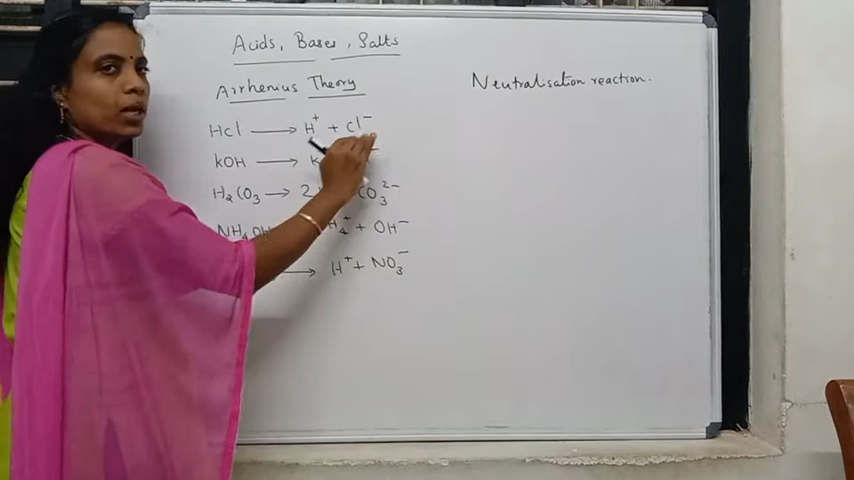 Acids, Bases, Salts
Arrhenius Theory
Neutralisation reaction.
HCl → H⁺ + Cl⁻
KOH → K
H₂CO₃ → 2 CO₃²⁻
NH₄OH H₄⁺ + OH⁻
→ H⁺ + NO₃⁻